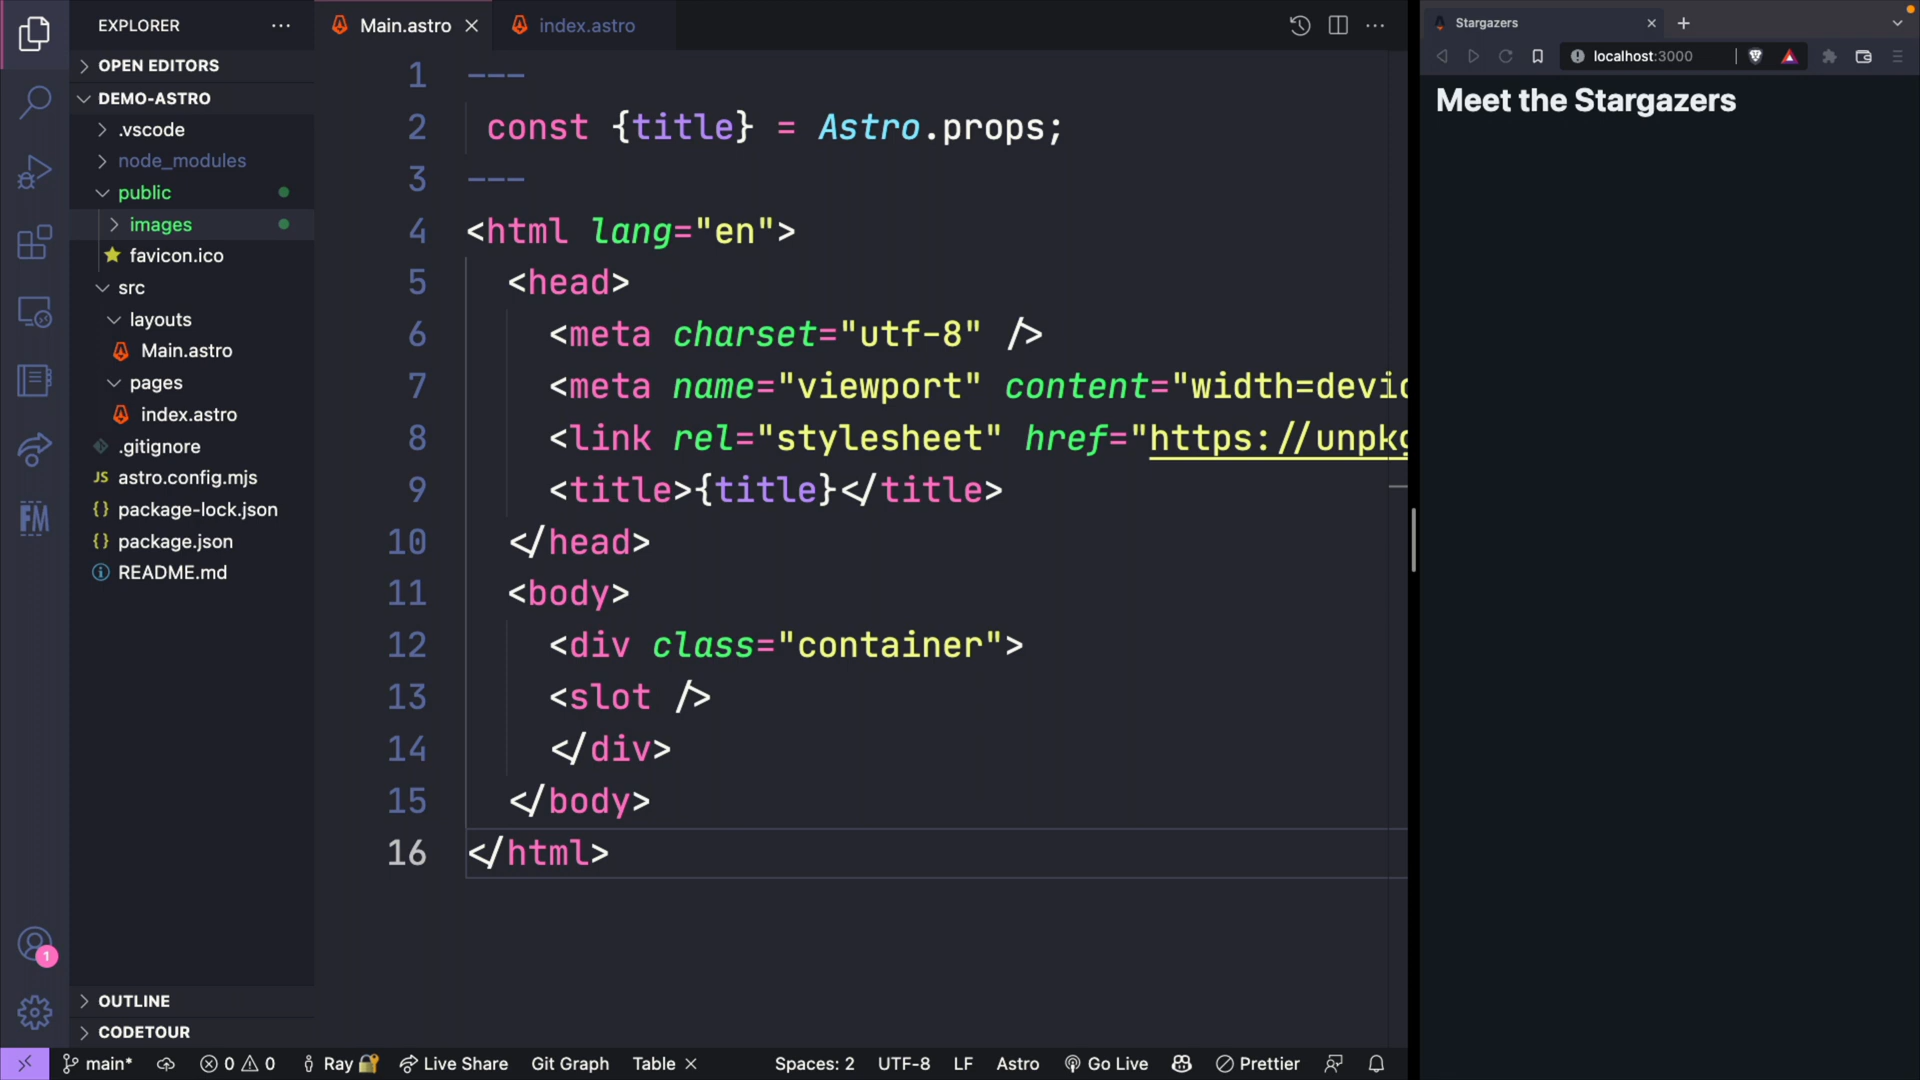 EXPLORER
OPEN EDITORS
DEMO-ASTRO
.vscode
node_modules
public
images
favicon.ico
src
layouts
Main.astro
pages
index.astro
.gitignore
JS astro.config.mjs
{} package-lock.json
{} package.json
README.md
OUTLINE
CODETOUR
FM
1
Main.astro
index.astro
1 ---
2 const {title} = Astro.props;
3 ---
4 <html lang="en">
5 <head>
6 <meta charset="utf-8" />
7 <meta name="viewport" content="width=devic
8 <link rel="stylesheet" href="https://unpkg
9 <title>{title}</title>
10 </head>
11 <body>
12 <div class="container">
13 <slot />
14 </div>
15 </body>
16 </html>
main* 0 0 Ray Live Share Git Graph Table Spaces: 2 UTF-8 LF Astro Go Live Prettier
Stargazers
localhost:3000
Meet the Stargazers